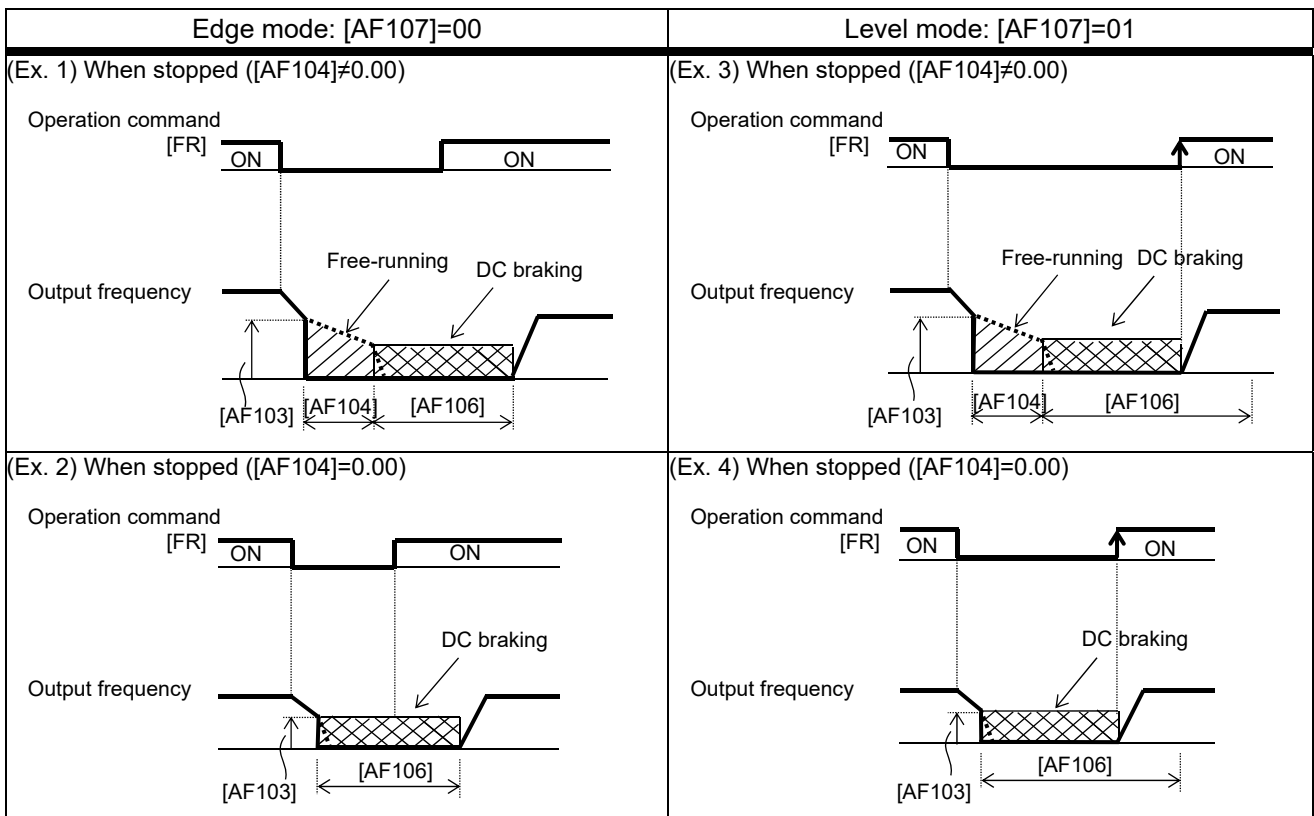 Edge mode: [AF107]=00
Level mode: [AF107]=01
(Ex. 1) When stopped ([AF104]≠0.00)
Operation command
[FR]
ON
ON
Free-running
DC braking
Output frequency
[AF103]
[AF104]
[AF106]
(Ex. 3) When stopped ([AF104]≠0.00)
Operation command
[FR]
ON
ON
Free-running
DC braking
Output frequency
[AF103]
[AF104]
[AF106]
(Ex. 2) When stopped ([AF104]=0.00)
Operation command
[FR]
ON
ON
DC braking
Output frequency
[AF106]
[AF103]
(Ex. 4) When stopped ([AF104]=0.00)
Operation command
[FR]
ON
ON
DC braking
Output frequency
[AF106]
[AF103]